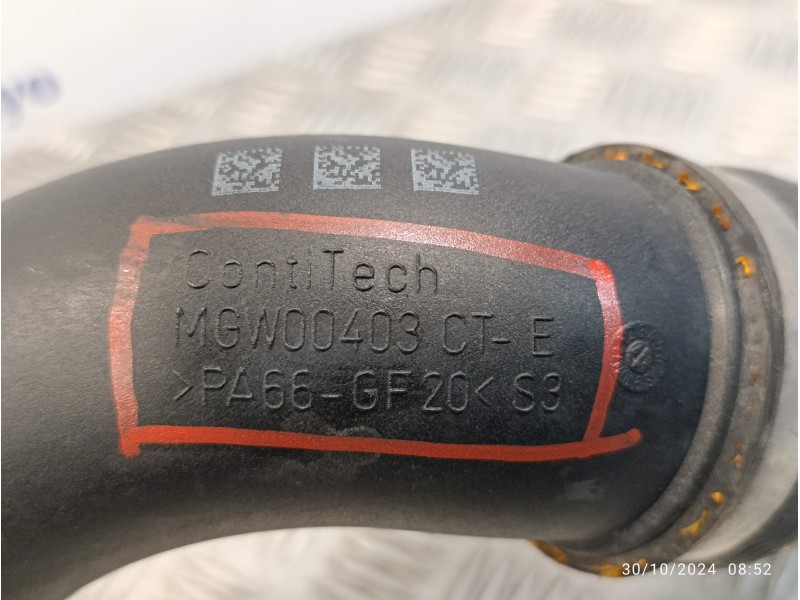 ContiTech
MGW00403 CT-E
>PA66-GF20< S3
30/10/2024 08:52